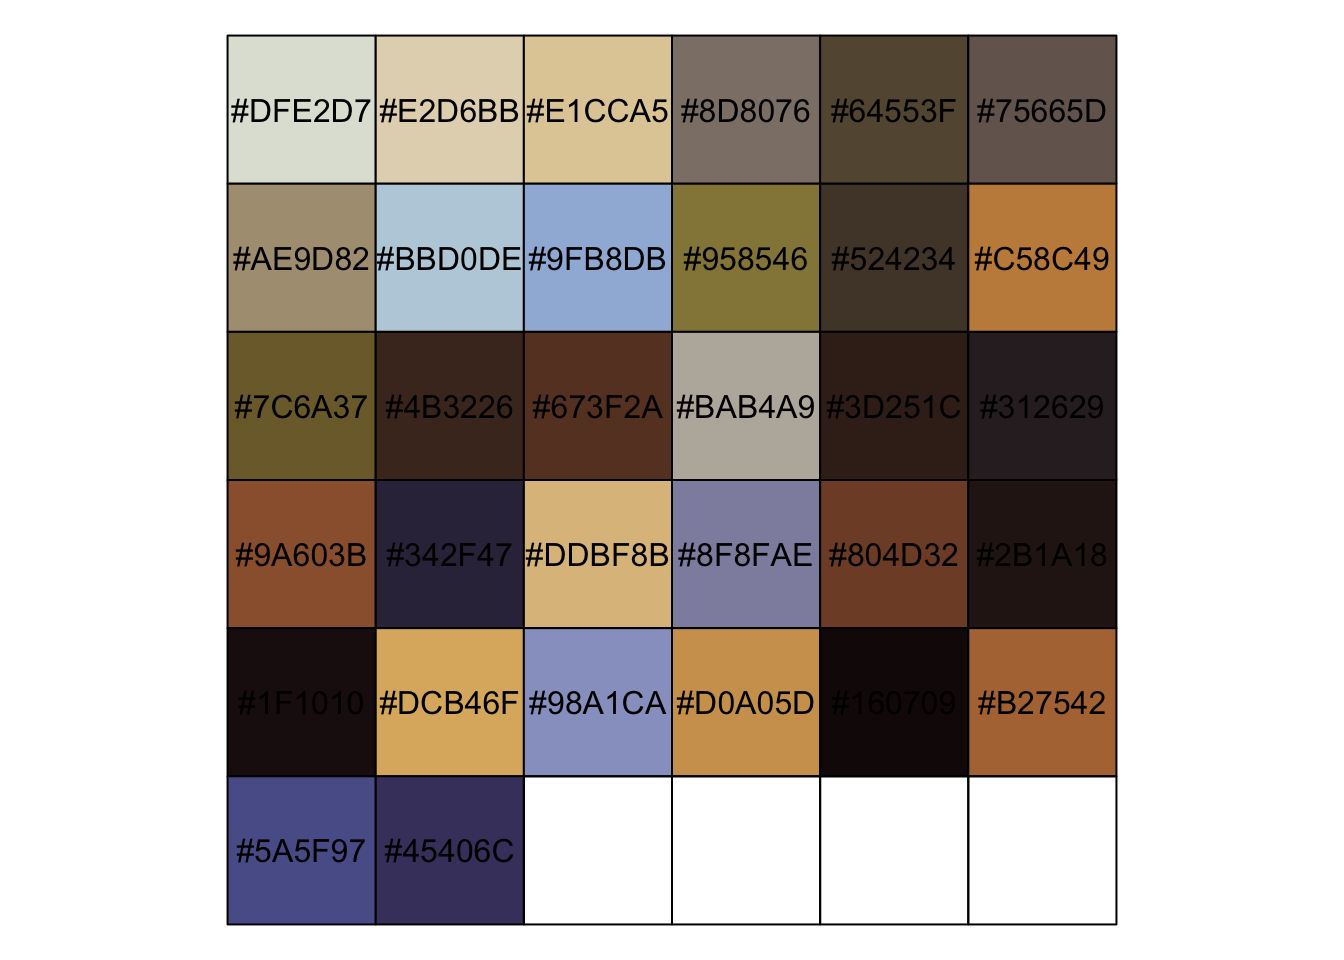 #DFE2D7 #E2D6BB #E1CCA5 #8D8076 #64553F #75665D
#AE9D82 #BBD0DE #9FB8DB #958546 #524234 #C58C49
#7C6A37 #4B3226 #673F2A #BAB4A9 #3D251C #312629
#9A603B #342F47 #DDBF8B #8F8FAE #804D32 #2B1A18
#1F1010 #DCB46F #98A1CA #D0A05D #160709 #B27542
#5A5F97 #45406C